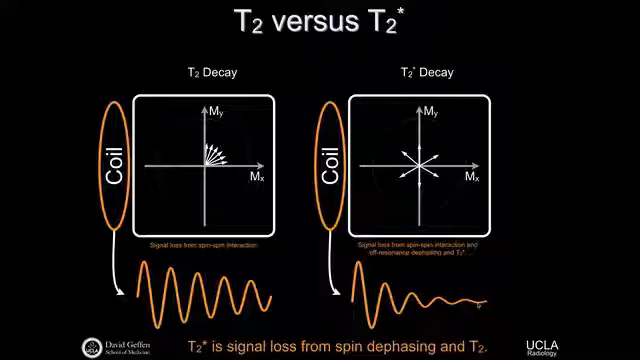 T2 versus T2*
T2 Decay
T2* Decay
Coil
My
Mx
Coil
My
Mx
Signal loss from spin-spin interaction.
Signal loss from spin-spin interaction and
off-resonance dephasing and T2*
T2* is signal loss from spin dephasing and T2.
UCLA
David Geffen
School of Medicine
UCLA
Radiology